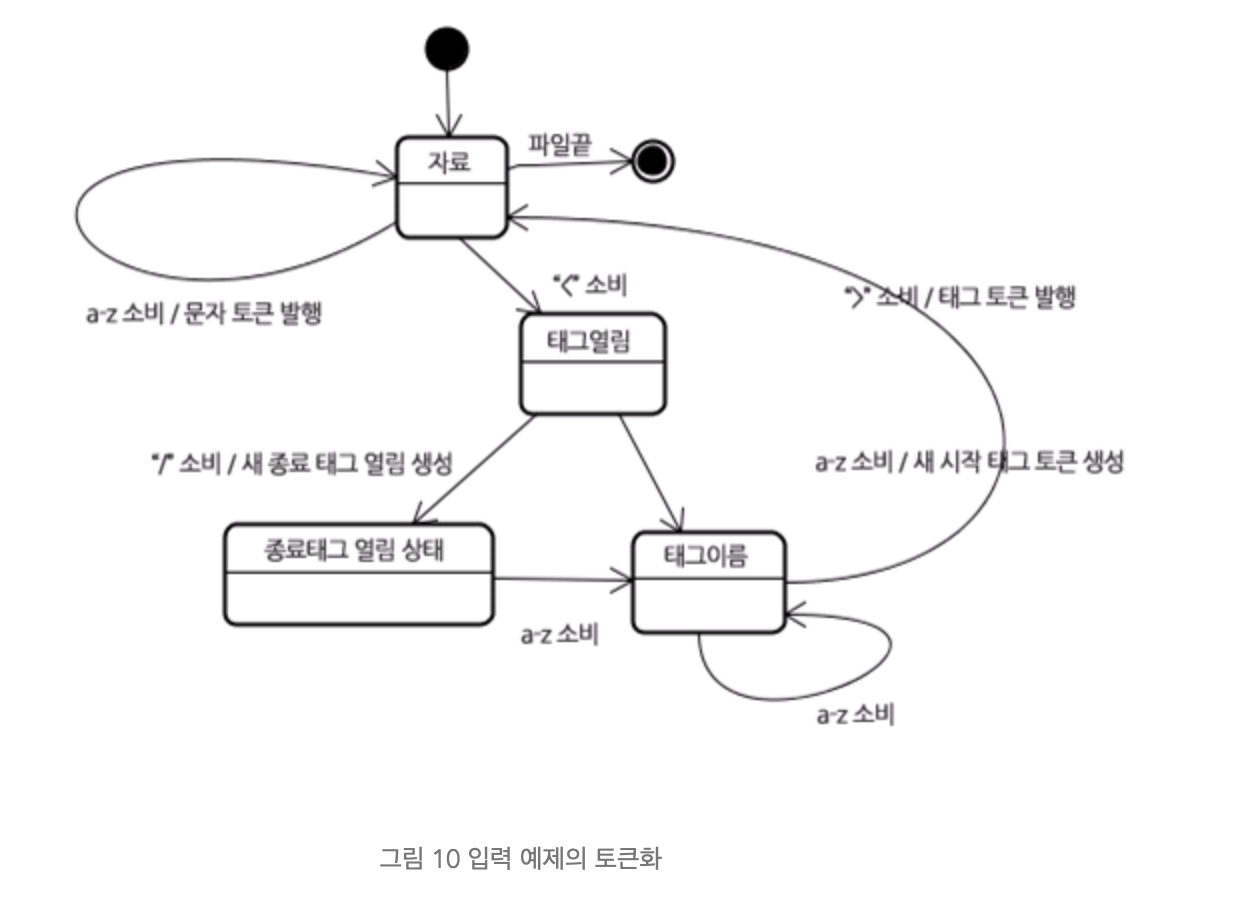 파일끝
자료
"<" 소비
">" 소비 / 태그 토큰 발행
a-z 소비 / 문자 토큰 발행
태그열림
"/" 소비 / 새 종료 태그 열림 생성
a-z 소비 / 새 시작 태그 토큰 생성
종료태그 열림 상태
태그이름
a-z 소비
a-z 소비
그림 10 입력 예제의 토큰화